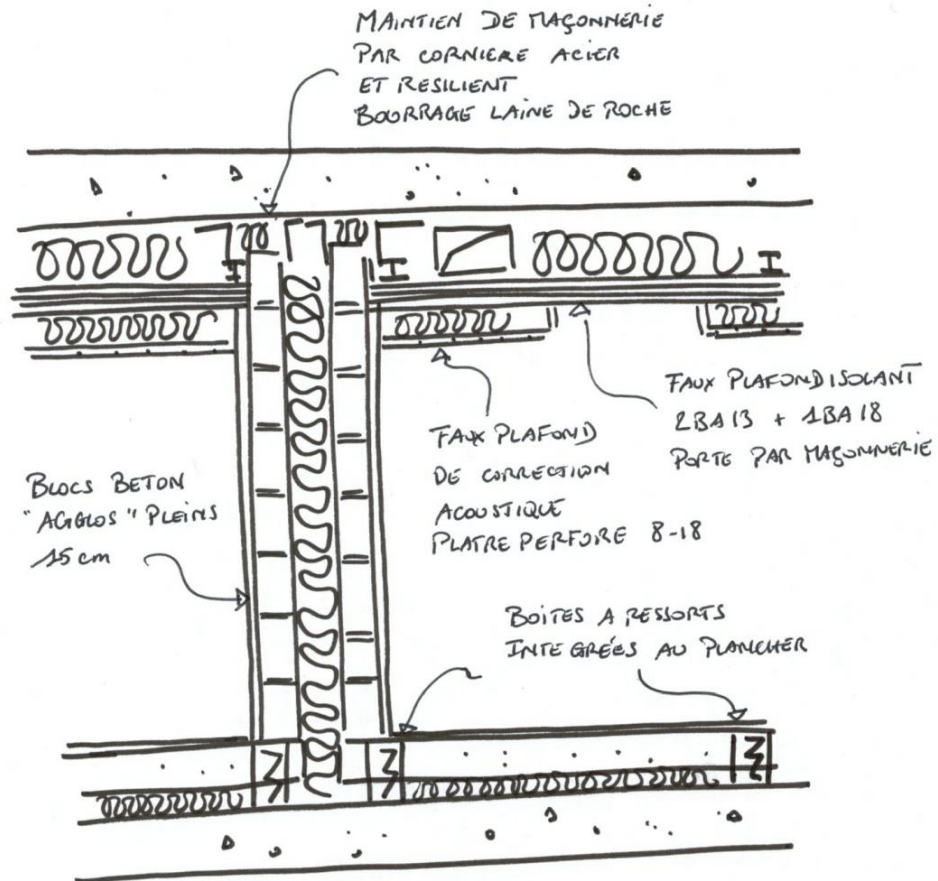 MAINTIEN DE MAÇONNERIE
PAR CORNIERE ACIER
ET RESILIENT
BOURRAGE LAINE DE ROCHE
FAUX PLAFOND ISOLANT
2BA13 + 1BA18
PORTE PAR MAÇONNERIE
FAUX PLAFOND
DE CORRECTION
ACOUSTIQUE
PLATRE PERFORE 8-18
BLOCS BETON
"AGGLOS" PLEINS
15cm
BOITES A RESSORTS
INTEGRÉES AU PLANCHER